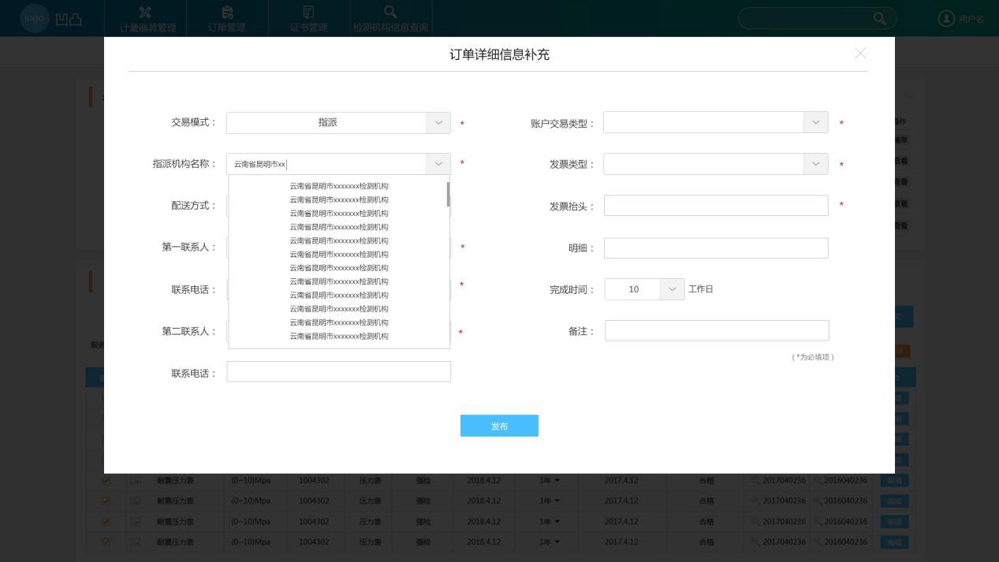 logo 凹凸
计量器具管理
订单管理
证书管理
检测机构信息查询
用户名
订单详细信息补充
交易模式：
指派
*
账户交易类型：
*
指派机构名称：
云南省昆明市xx
*
发票类型：
*
云南省昆明市xxxxxxx检测机构
云南省昆明市xxxxxxx检测机构
云南省昆明市xxxxxxx检测机构
云南省昆明市xxxxxxx检测机构
云南省昆明市xxxxxxx检测机构
云南省昆明市xxxxxxx检测机构
云南省昆明市xxxxxxx检测机构
云南省昆明市xxxxxxx检测机构
云南省昆明市xxxxxxx检测机构
云南省昆明市xxxxxxx检测机构
云南省昆明市xxxxxxx检测机构
云南省昆明市xxxxxxx检测机构
配送方式：
发票抬头：
*
第一联系人：
*
明细：
联系电话：
*
完成时间：
10
工作日
第二联系人：
*
备注：
(*为必填项)
联系电话：
发布
查看
查看
查看
查看
服务
耐震压力表 (0~10)Mpa 1004302 压力表 强检 2018.4.12 1年 2017.4.12 合格 2017040236 2016040236 编辑
耐震压力表 (0~10)Mpa 1004302 压力表 强检 2018.4.12 1年 2017.4.12 合格 2017040236 2016040236 编辑
耐震压力表 (0~10)Mpa 1004302 压力表 强检 2018.4.12 1年 2017.4.12 合格 2017040236 2016040236 编辑
耐震压力表 (0~10)Mpa 1004302 压力表 强检 2018.4.12 1年 2017.4.12 合格 2017040236 2016040236 编辑